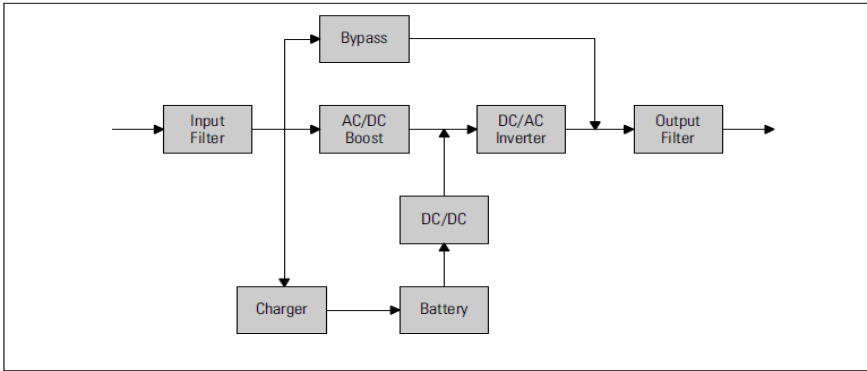 Bypass
Input
Filter
AC/DC
Boost
DC/AC
Inverter
Output
Filter
DC/DC
Charger
Battery